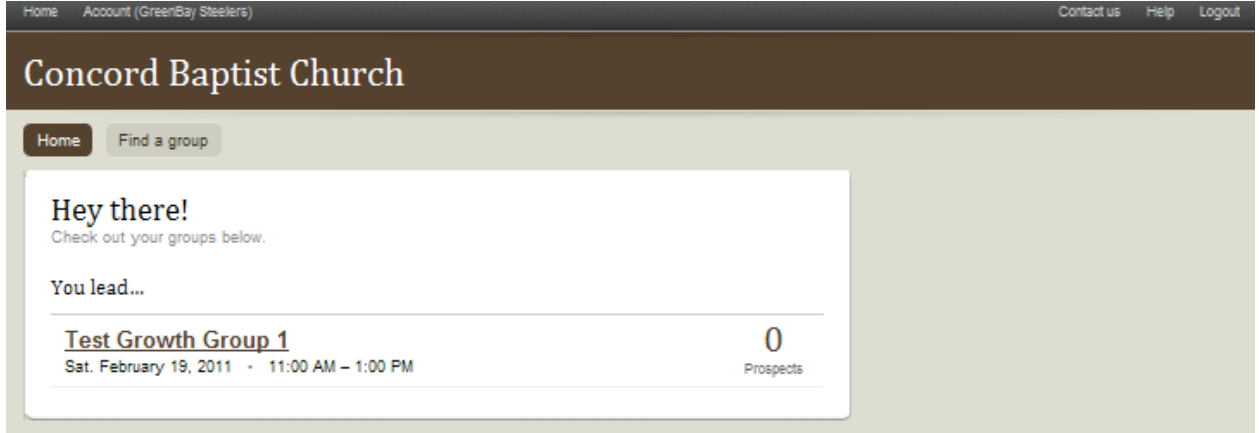 Home Account (GreenBay Steelers) Contact us Help Logout
Concord Baptist Church
Home Find a group
Hey there!
Check out your groups below.
You lead...
Test Growth Group 1
0
Sat. February 19, 2011 • 11:00 AM – 1:00 PM
Prospects